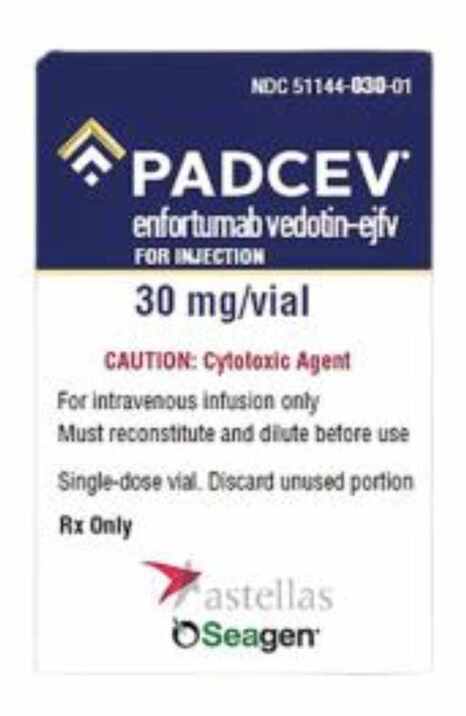 NDC 51144-030-01
PADCEV®
enfortumab vedotin-ejfv
FOR INJECTION
30 mg/vial
CAUTION: Cytotoxic Agent
For intravenous infusion only
Must reconstitute and dilute before use
Single-dose vial. Discard unused portion
Rx Only
astellas
Seagen®